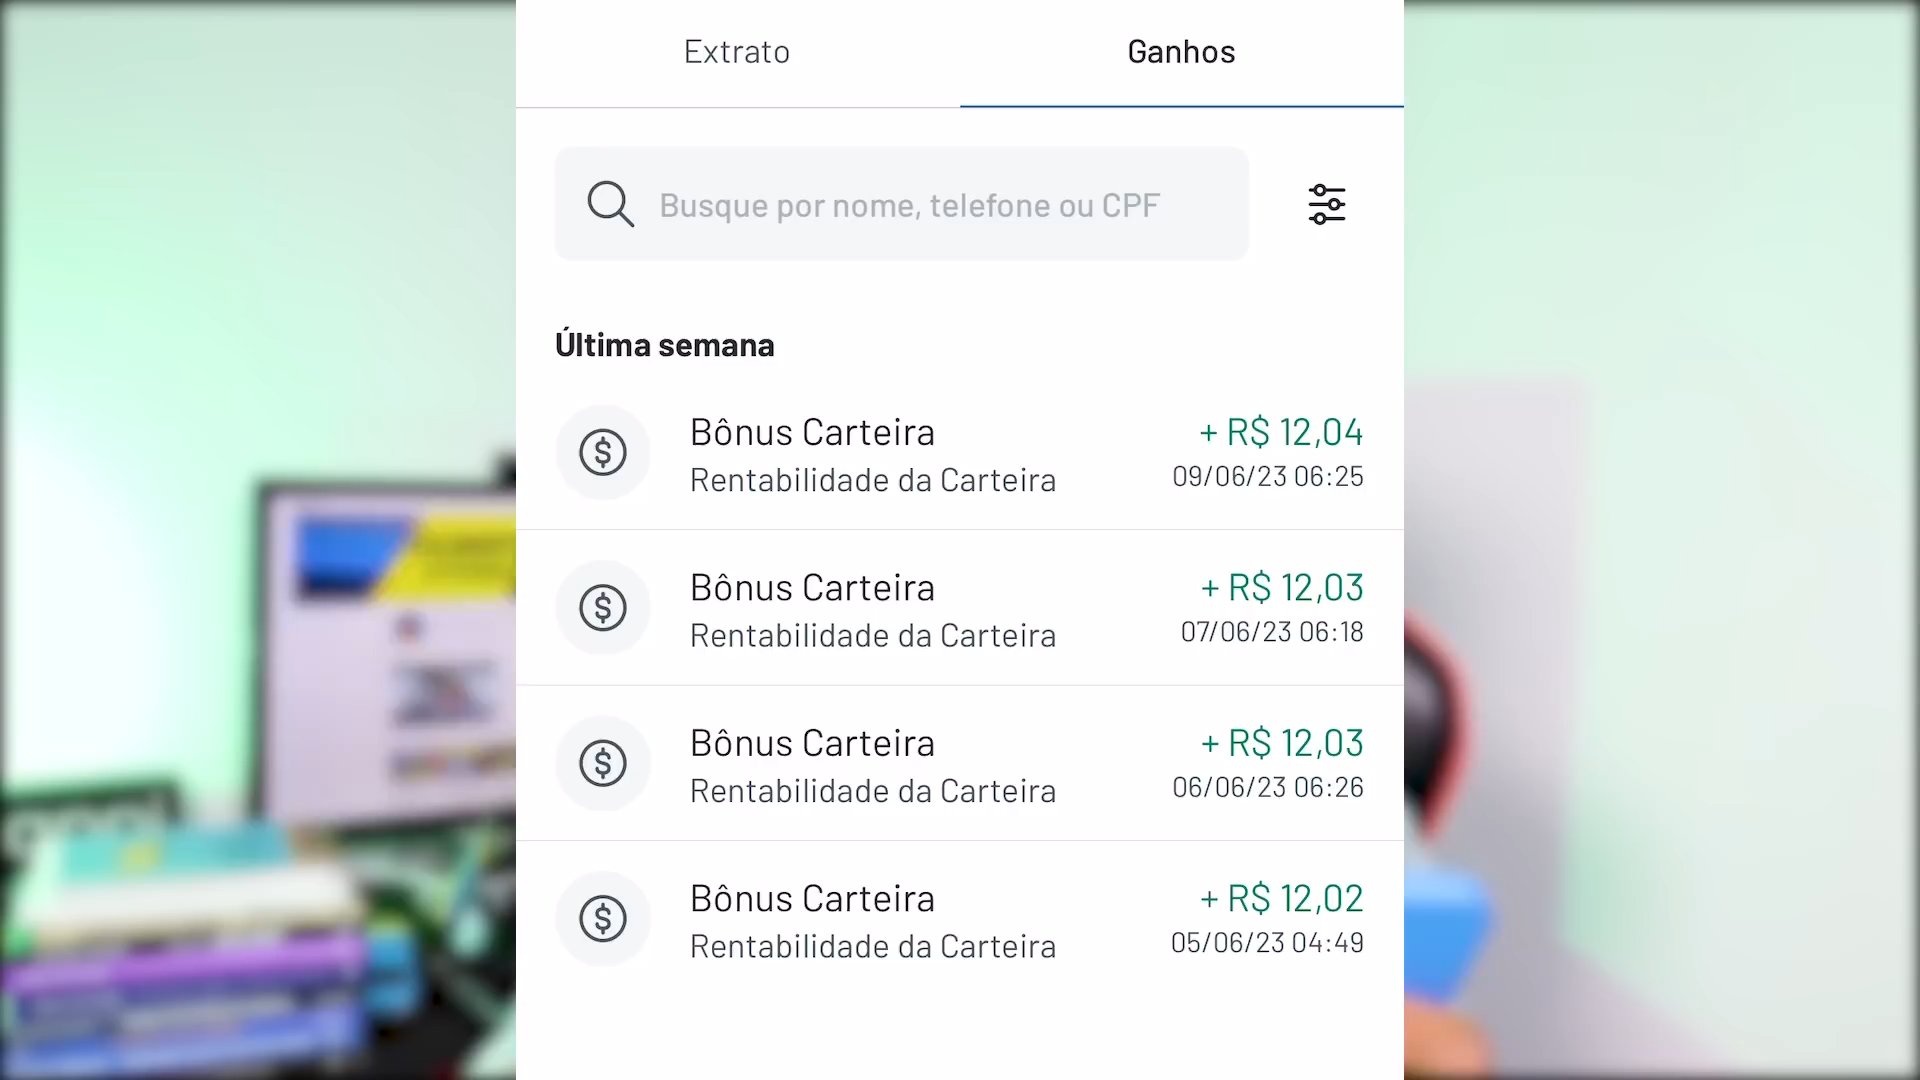 Extrato
Ganhos
Busque por nome, telefone ou CPF
Última semana
Bônus Carteira
+ R$ 12,04
Rentabilidade da Carteira
09/06/23 06:25
Bônus Carteira
+ R$ 12,03
Rentabilidade da Carteira
07/06/23 06:18
Bônus Carteira
+ R$ 12,03
Rentabilidade da Carteira
06/06/23 06:26
Bônus Carteira
+ R$ 12,02
Rentabilidade da Carteira
05/06/23 04:49